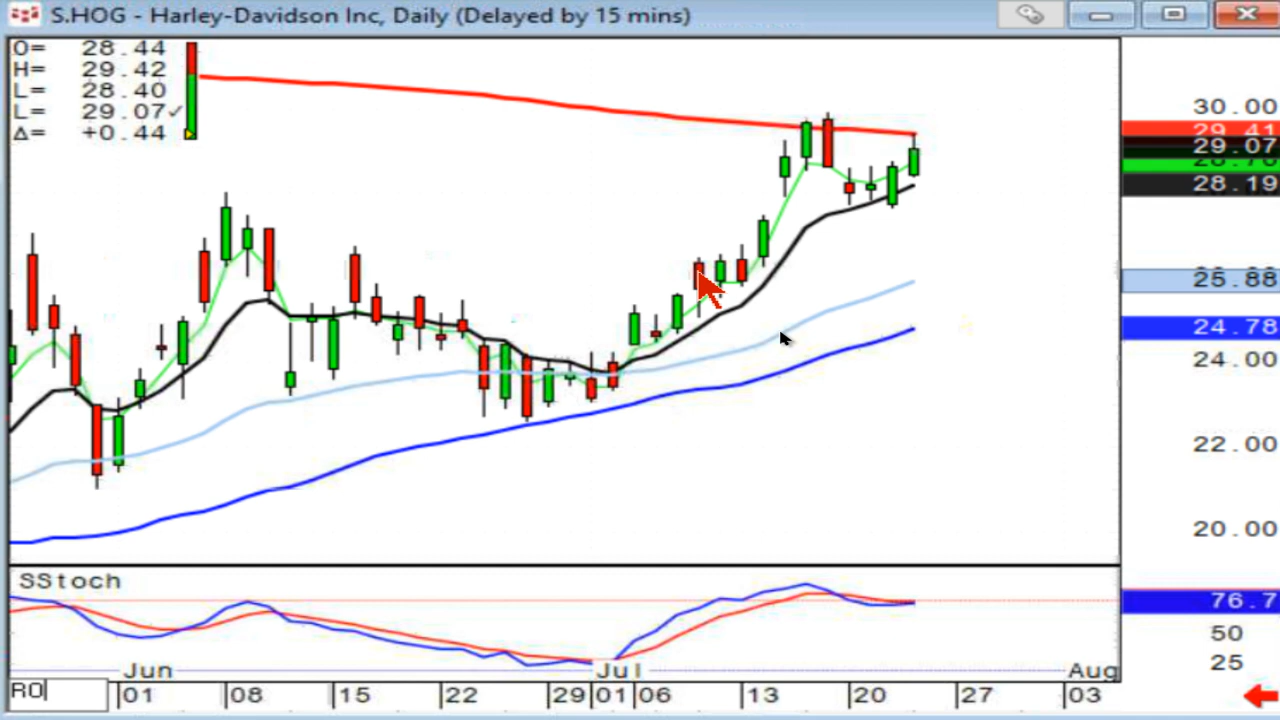 S.HOG - Harley-Davidson Inc, Daily (Delayed by 15 mins)
O= 28.44
H= 29.42
L= 28.40
L= 29.07✓
Δ= +0.44
30.00
29.41
29.07
28.19
25.88
24.78
24.00
22.00
20.00
SStoch
76.7
50
25
Jun Jul Aug
RO 01 08 15 22 29 01 06 13 20 27 03